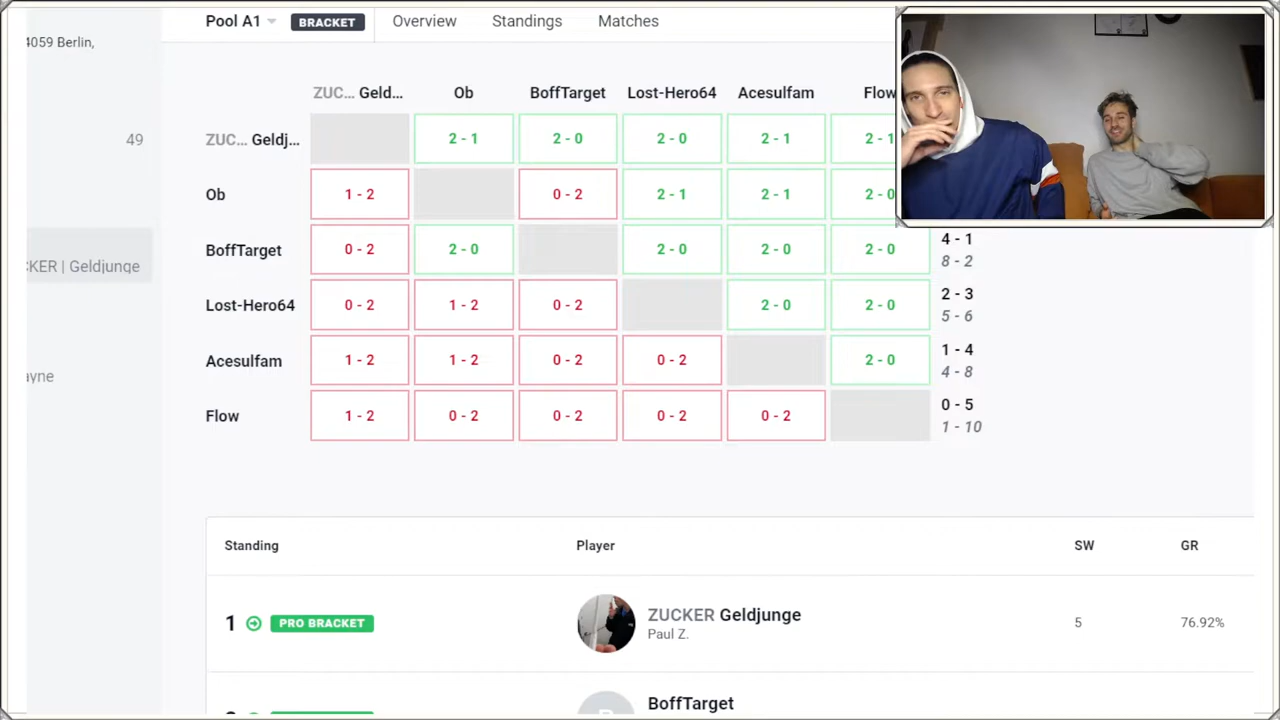 4059 Berlin,
49
CKER | Geldjunge
ayne
Pool A1 BRACKET Overview Standings Matches
ZUC... Geld... Ob BoffTarget Lost-Hero64 Acesulfam Flow
ZUC... Geldj... 2 - 1 2 - 0 2 - 0 2 - 1 2 - 1
Ob 1 - 2 0 - 2 2 - 1 2 - 1 2 - 0
BoffTarget 0 - 2 2 - 0 2 - 0 2 - 0 2 - 0 4 - 1
8 - 2
Lost-Hero64 0 - 2 1 - 2 0 - 2 2 - 0 2 - 0 2 - 3
5 - 6
Acesulfam 1 - 2 1 - 2 0 - 2 0 - 2 2 - 0 1 - 4
4 - 8
Flow 1 - 2 0 - 2 0 - 2 0 - 2 0 - 2 0 - 5
1 - 10
Standing Player SW GR
1 PRO BRACKET ZUCKER Geldjunge 5 76.92%
Paul Z.
BoffTarget